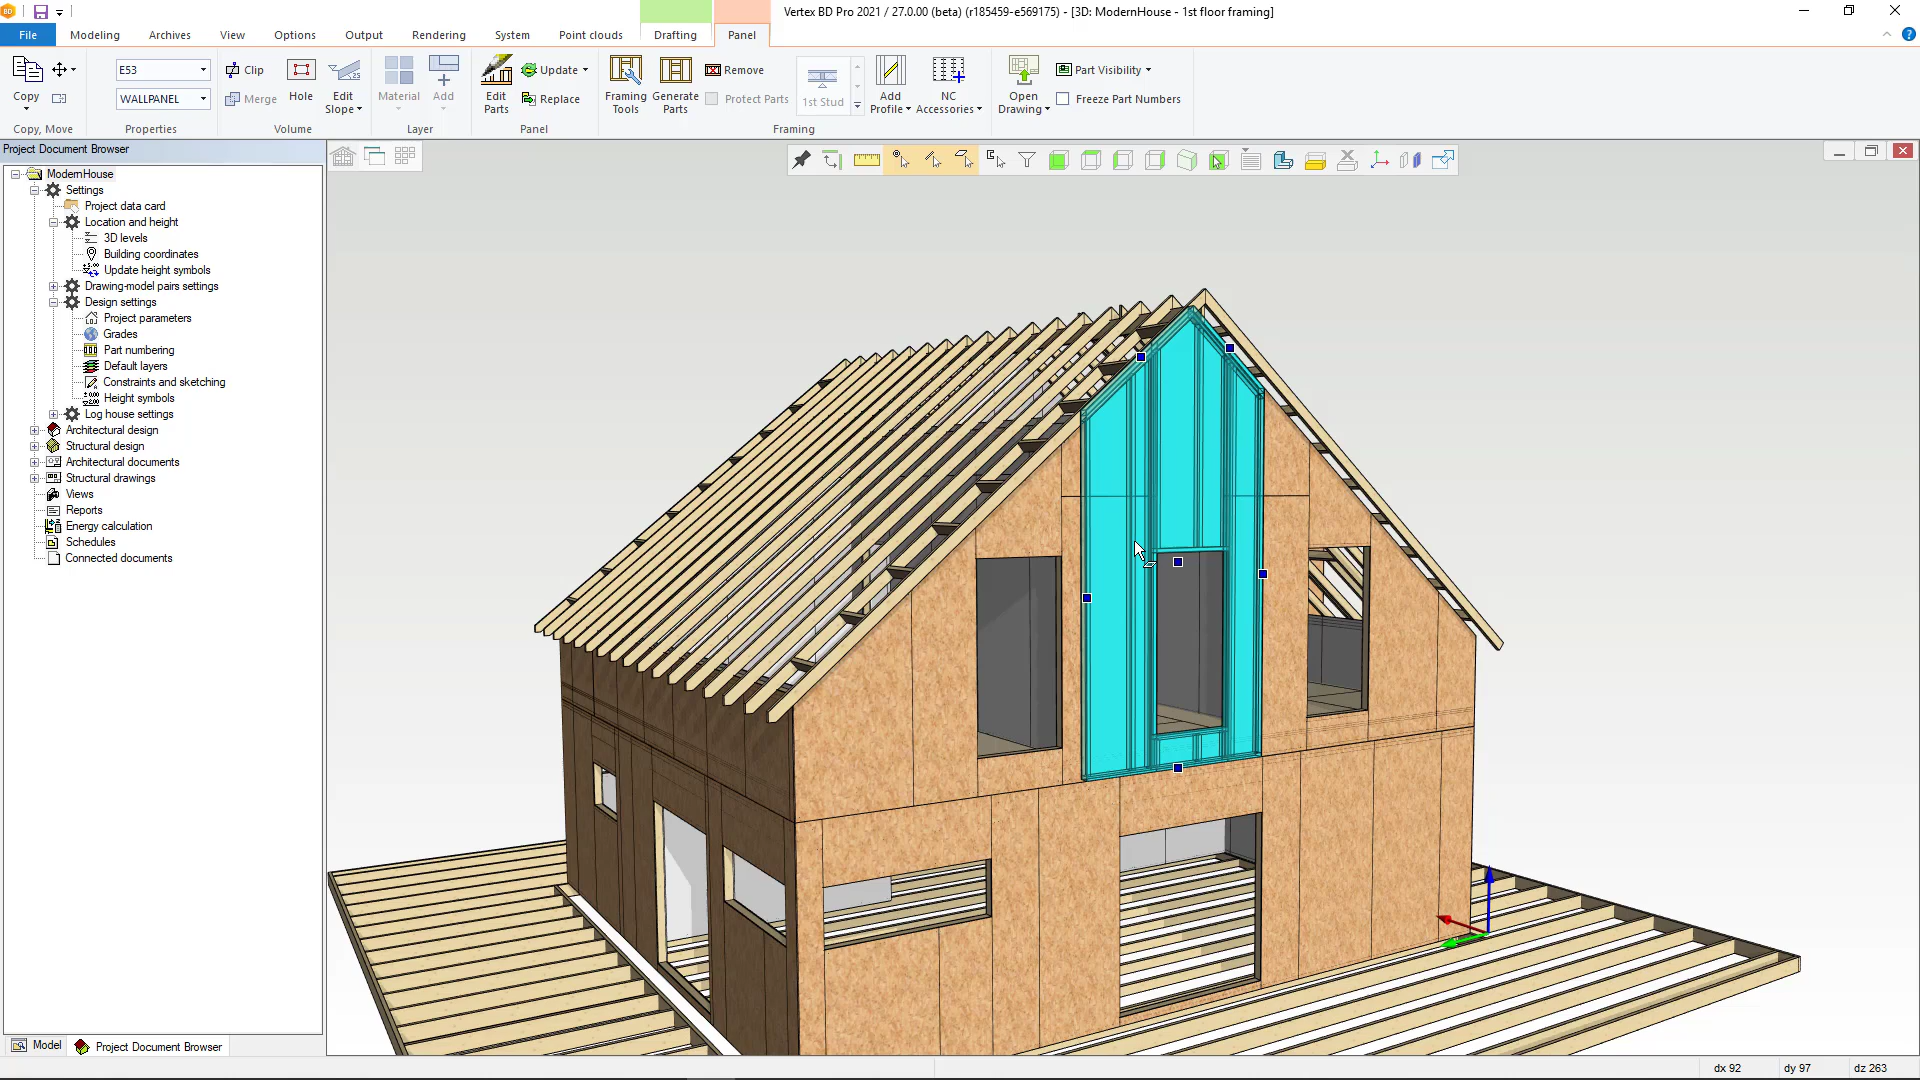 BD
Vertex BD Pro 2021 / 27.0.00 (beta) (r185459-e569175) - [3D: ModernHouse - 1st floor framing]
File
Modeling
Archives
View
Options
Output
Rendering
System
Point clouds
Drafting
Panel
Copy
E53
WALLPANEL
Clip
Merge
Hole
Edit
Slope
Material
Add
Edit
Parts
Update
Replace
Framing
Tools
Generate
Parts
Remove
Protect Parts
1st Stud
Add
Profile
NC
Accessories
Open
Drawing
Part Visibility
Freeze Part Numbers
Copy, Move
Properties
Volume
Layer
Panel
Framing
Project Document Browser
ModernHouse
Settings
Project data card
Location and height
3D levels
Building coordinates
Update height symbols
Drawing-model pairs settings
Design settings
Project parameters
Grades
Part numbering
Default layers
Constraints and sketching
Height symbols
Log house settings
Architectural design
Structural design
Architectural documents
Structural drawings
Views
Reports
Energy calculation
Schedules
Connected documents
Model
Project Document Browser
dx 92
dy 97
dz 263